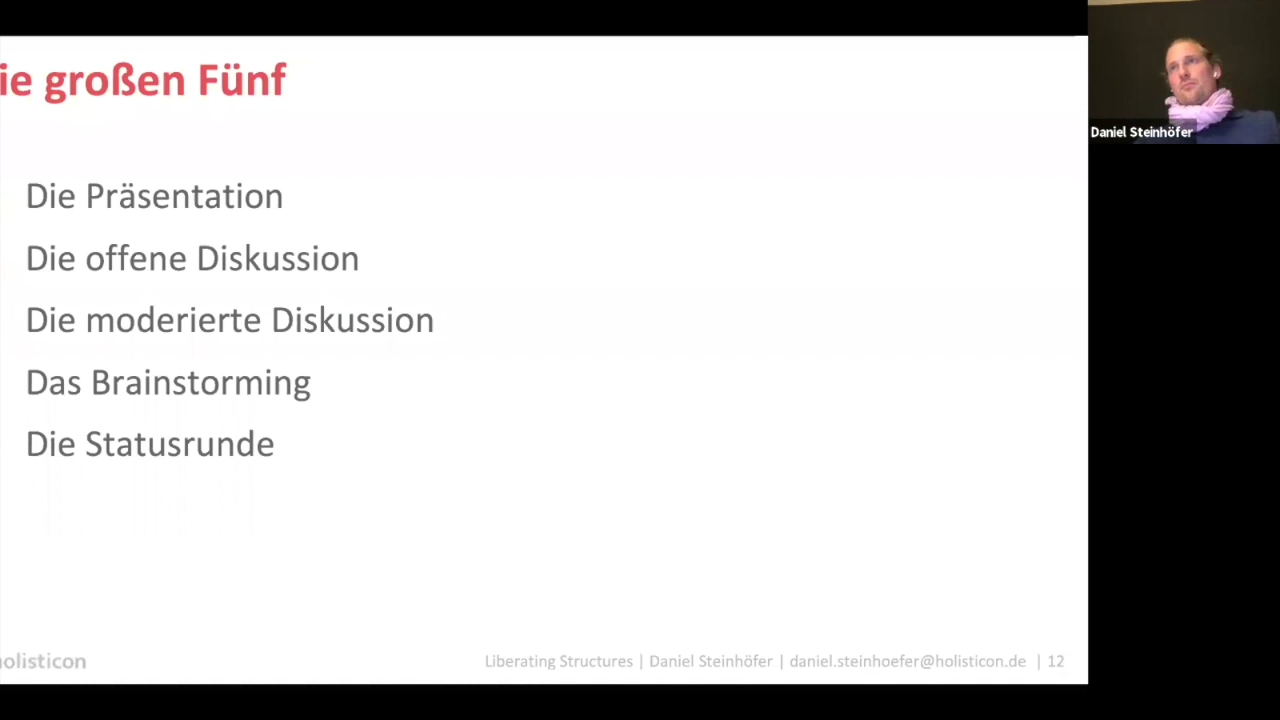 ie großen Fünf
Die Präsentation
Die offene Diskussion
Die moderierte Diskussion
Das Brainstorming
Die Statusrunde
olisticon
Liberating Structures | Daniel Steinhöfer | daniel.steinhoefer@holisticon.de | 12
Daniel Steinhöfer